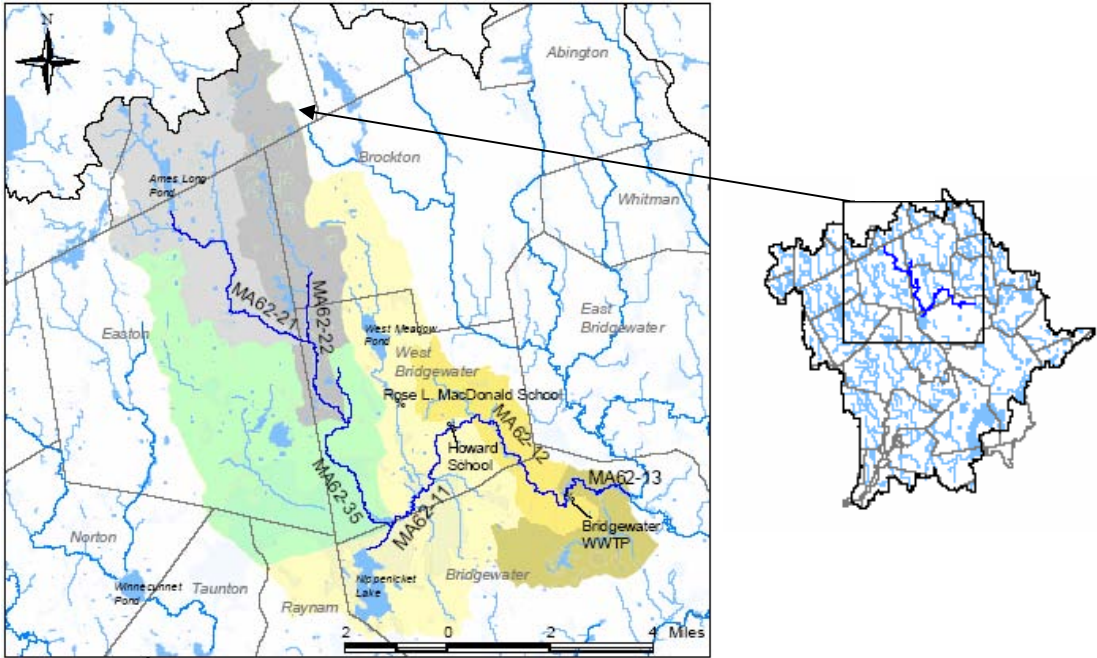 N
Abington
Brockton
Ames Long
Pond
Whitman
MA62-21
MA62-22
East
Bridgewater
Easton
West Meadow
Pond
West
Bridgewater
Rose L. MacDonald School
MA62-12
Howard
School
MA62-13
MA62-35
MA62-11
Bridgewater
WWTP
Norton
Winnecunnet
Pond
Taunton
Raynam
Nippenicket
Lake
Bridgewater
2 0 2 4 Miles